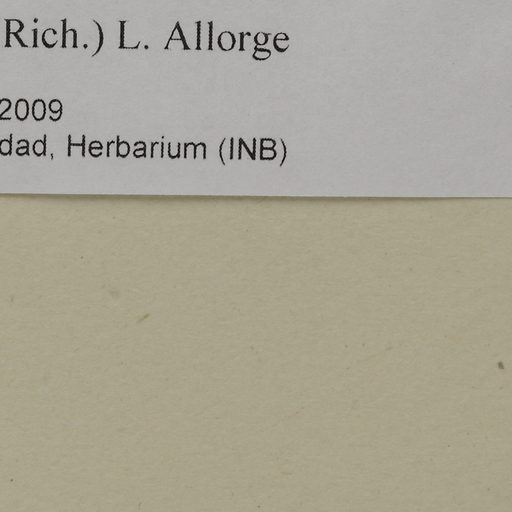 Rich.) L. Allorge
2009
dad, Herbarium (INB)